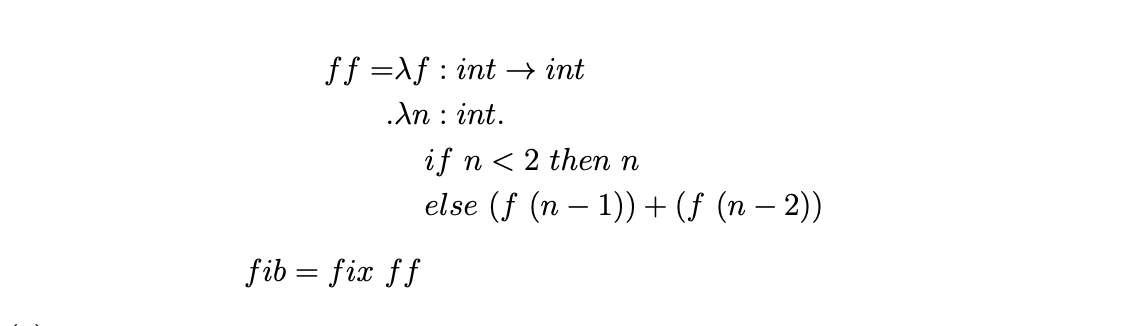 ff =λf : int → int
.λn : int.
if n < 2 then n
else (f (n − 1)) + (f (n − 2))
fib = fix ff